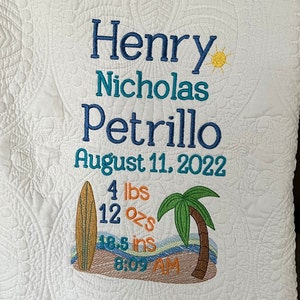 Henry
Nicholas
Petrillo
August 11, 2022
4 lbs
12 ozs
18.5 ins
8:09 AM